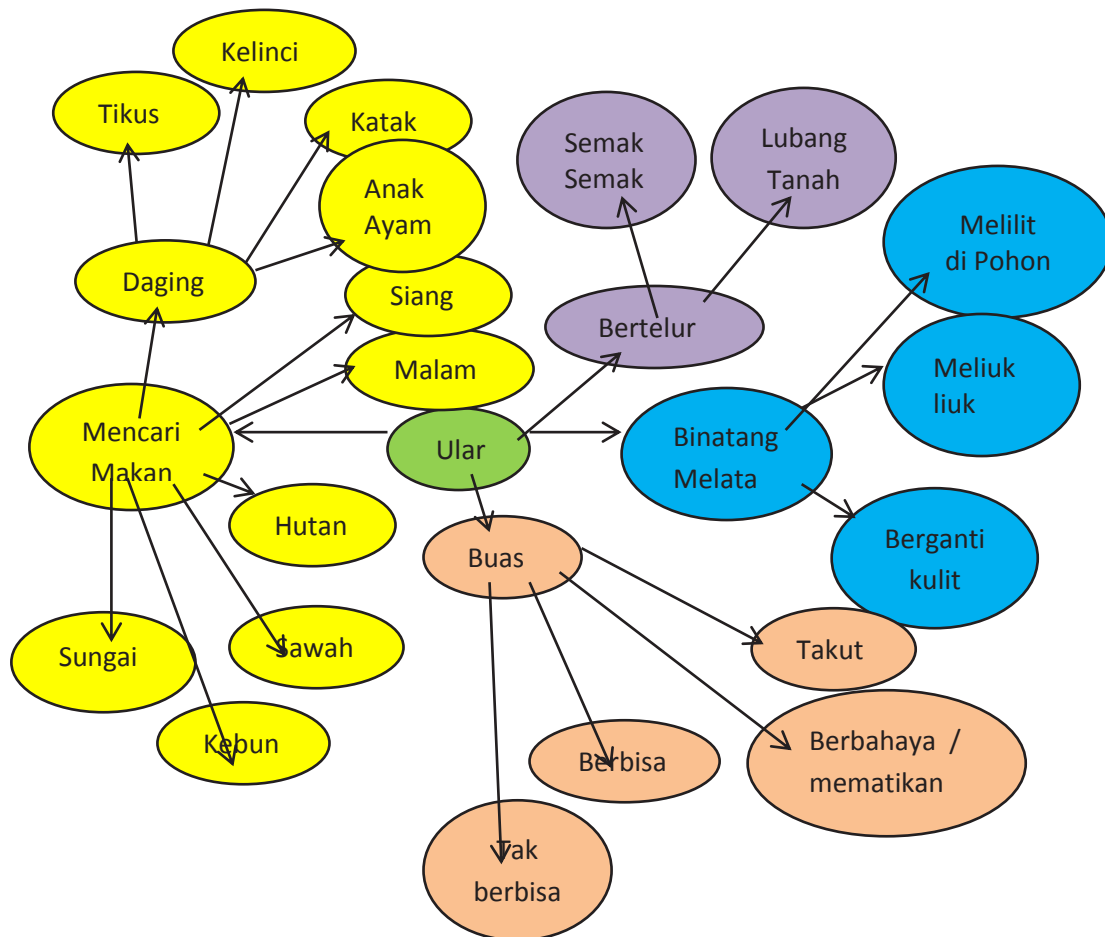 Kelinci
Tikus
Katak
Anak
Ayam
Daging
Siang
Malam
Mencari
Makan
Hutan
Sungai
Sawah
Kebun
Ular
Semak
Semak
Lubang
Tanah
Bertelur
Melilit
di Pohon
Meliuk
liuk
Binatang
Melata
Berganti
kulit
Buas
Takut
Berbahaya /
mematikan
Berbisa
Tak
berbisa